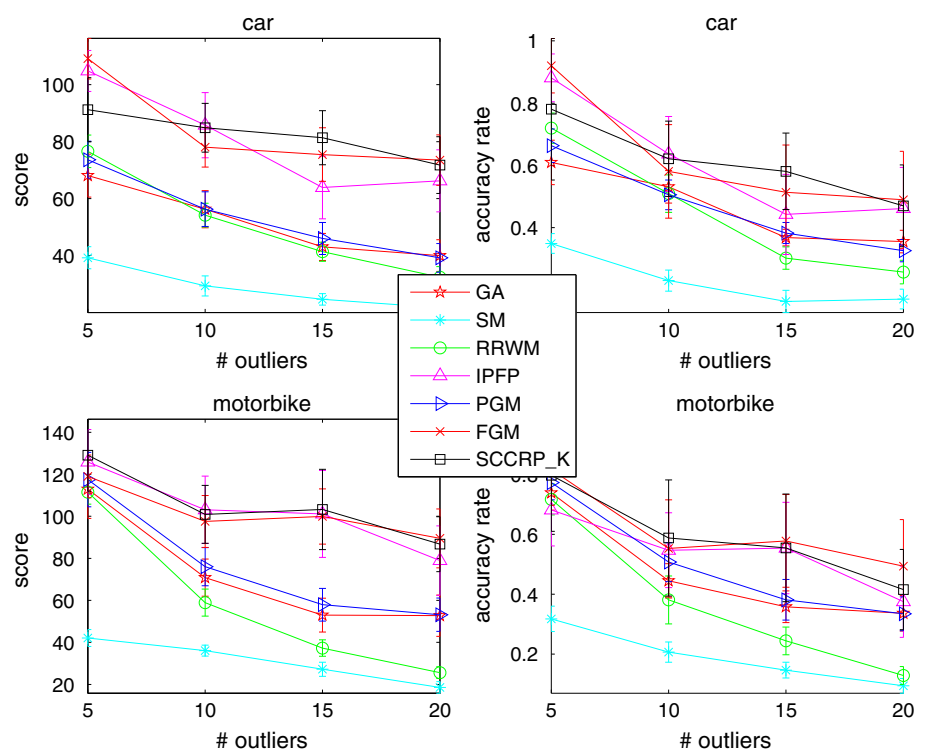 car
score
100
80
60
40
5
10
15
20
# outliers
car
accuracy rate
1
0.8
0.6
0.4
5
10
15
20
# outliers
GA
SM
RRWM
IPFP
PGM
FGM
SCCRP_K
motorbike
score
140
120
100
80
60
40
20
5
10
15
20
# outliers
motorbike
accuracy rate
0.6
0.4
0.2
5
10
15
20
# outliers